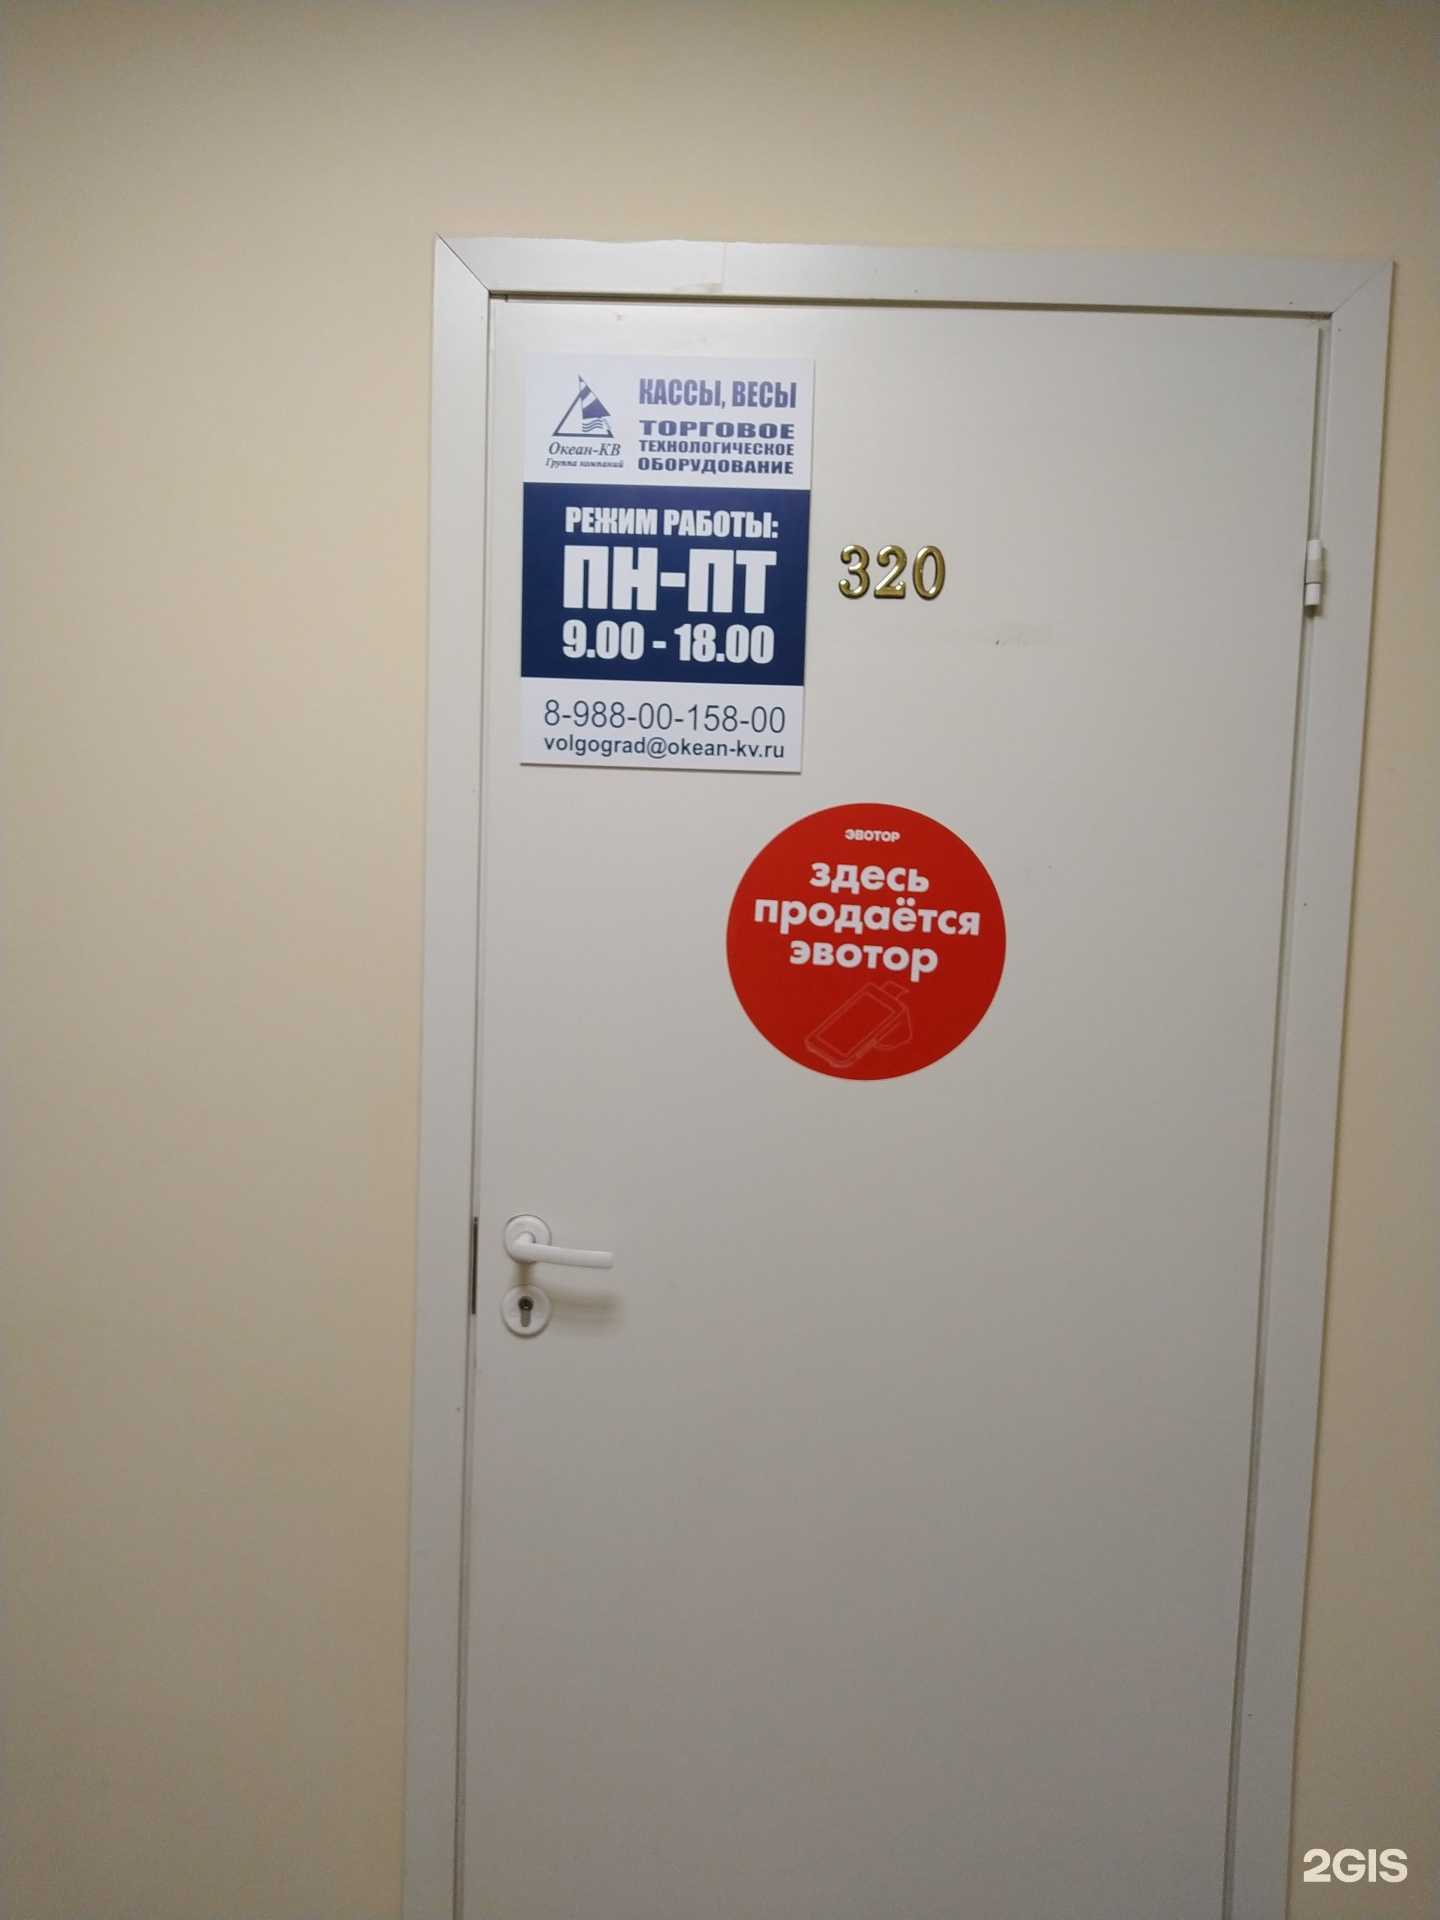 КАССЫ, ВЕСЫ
ТОРГОВОЕ
ТЕХНОЛОГИЧЕСКОЕ
ОБОРУДОВАНИЕ
Океан-КВ
Группа компаний
РЕЖИМ РАБОТЫ:
ПН-ПТ
9.00 - 18.00
8-988-00-158-00
volgograd@okean-kv.ru
320
ЭВОТОР
здесь
продаётся
эвотор
2GIS